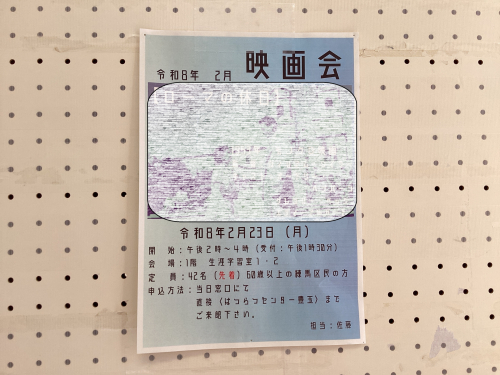 令和8年 2月 映画会
の休日
令和8年2月23日 (月)
開 始:午後2時~4時 (受付:午後1時30分)
会 場:1階 生涯学習室1・2
定 員:42名 (先着) 60歳以上の練馬区民の方
申込方法:当日窓口にて
直接 (はつらつセンター豊玉) まで
ご来館下さい。
担当:佐藤